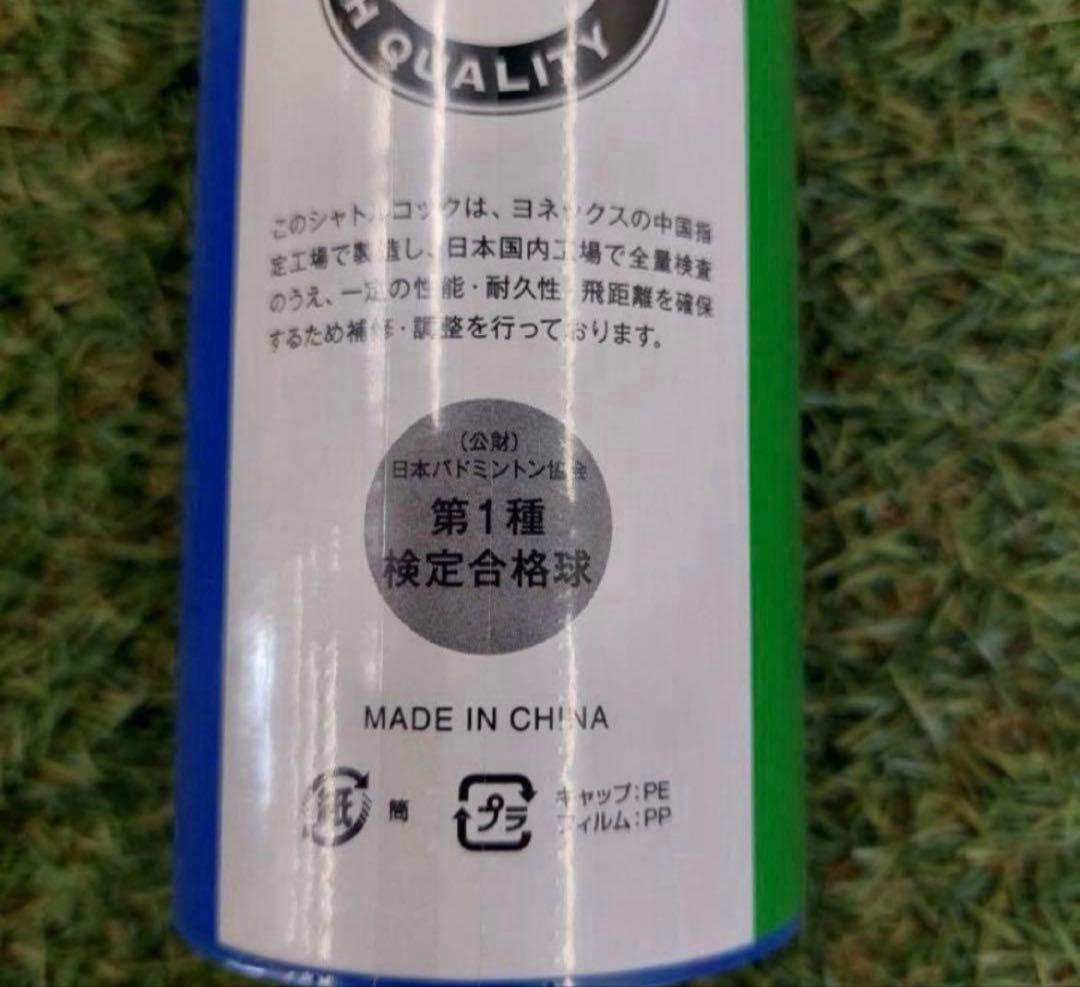 H QUALITY
このシャトルコックは、ヨネックスの中国指
定工場で製造し、日本国内工場で全量検査
のうえ、一定の性能・耐久性・飛距離を確保
するため補修・調整を行っております。
(公財)
日本バドミントン協会
第1種
検定合格球
MADE IN CHINA
紙 筒
プラ キャップ:PE
フィルム:PP